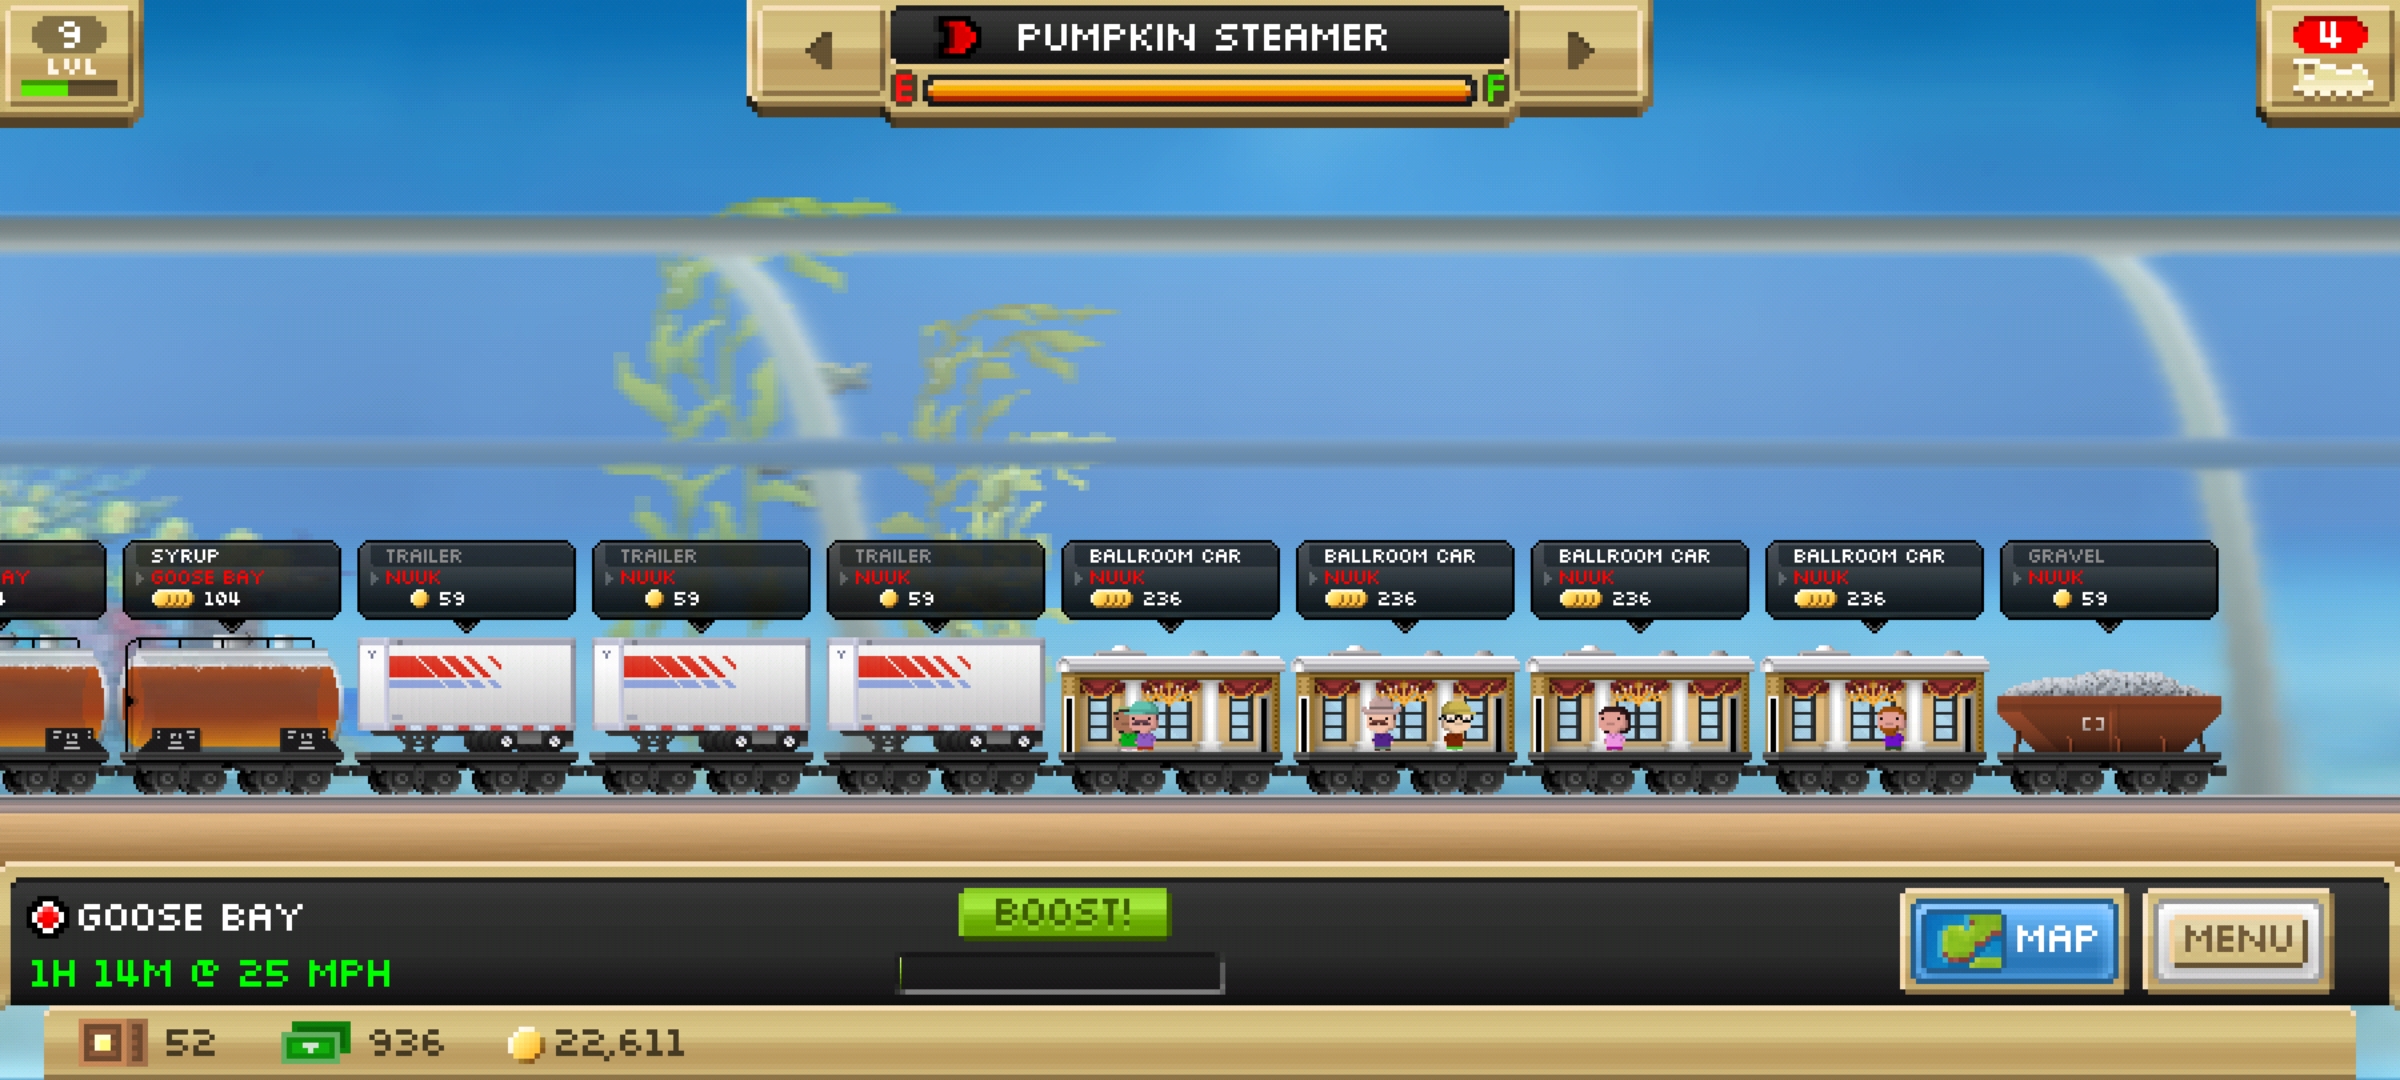 9
LVL
PUMPKIN STEAMER
E F
4
AY
SYRUP
GOOSE BAY
104
TRAILER
NUUK
59
TRAILER
NUUK
59
TRAILER
NUUK
59
BALLROOM CAR
NUUK
236
BALLROOM CAR
NUUK
236
BALLROOM CAR
NUUK
236
BALLROOM CAR
NUUK
236
GRAVEL
NUUK
59
GOOSE BAY
1H 14M @ 25 MPH
BOOST!
MAP
MENU
52
936
22,611